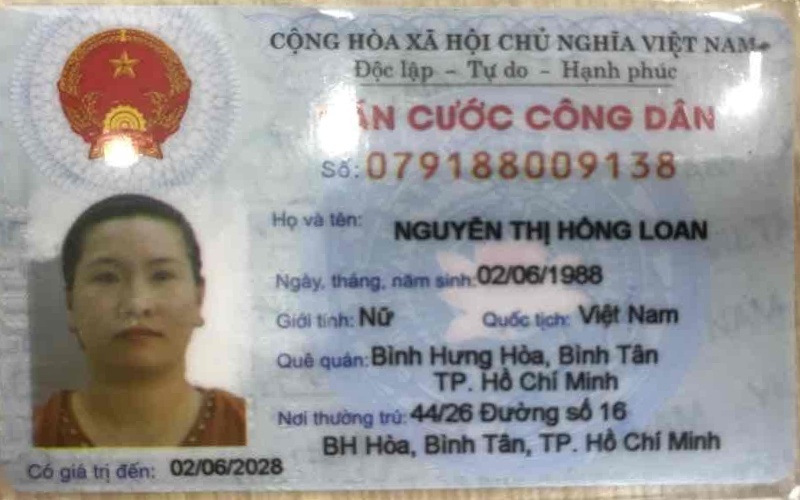 CỘNG HÒA XÃ HỘI CHỦ NGHĨA VIỆT NAM
Độc lập – Tự do – Hạnh phúc
CĂN CƯỚC CÔNG DÂN
Số: 079188009138
Họ và tên: NGUYỄN THỊ HỒNG LOAN
Ngày, tháng, năm sinh: 02/06/1988
Giới tính: Nữ Quốc tịch: Việt Nam
Quê quán: Bình Hưng Hòa, Bình Tân
TP. Hồ Chí Minh
Nơi thường trú: 44/26 Đường số 16
BH Hòa, Bình Tân, TP. Hồ Chí Minh
Có giá trị đến: 02/06/2028